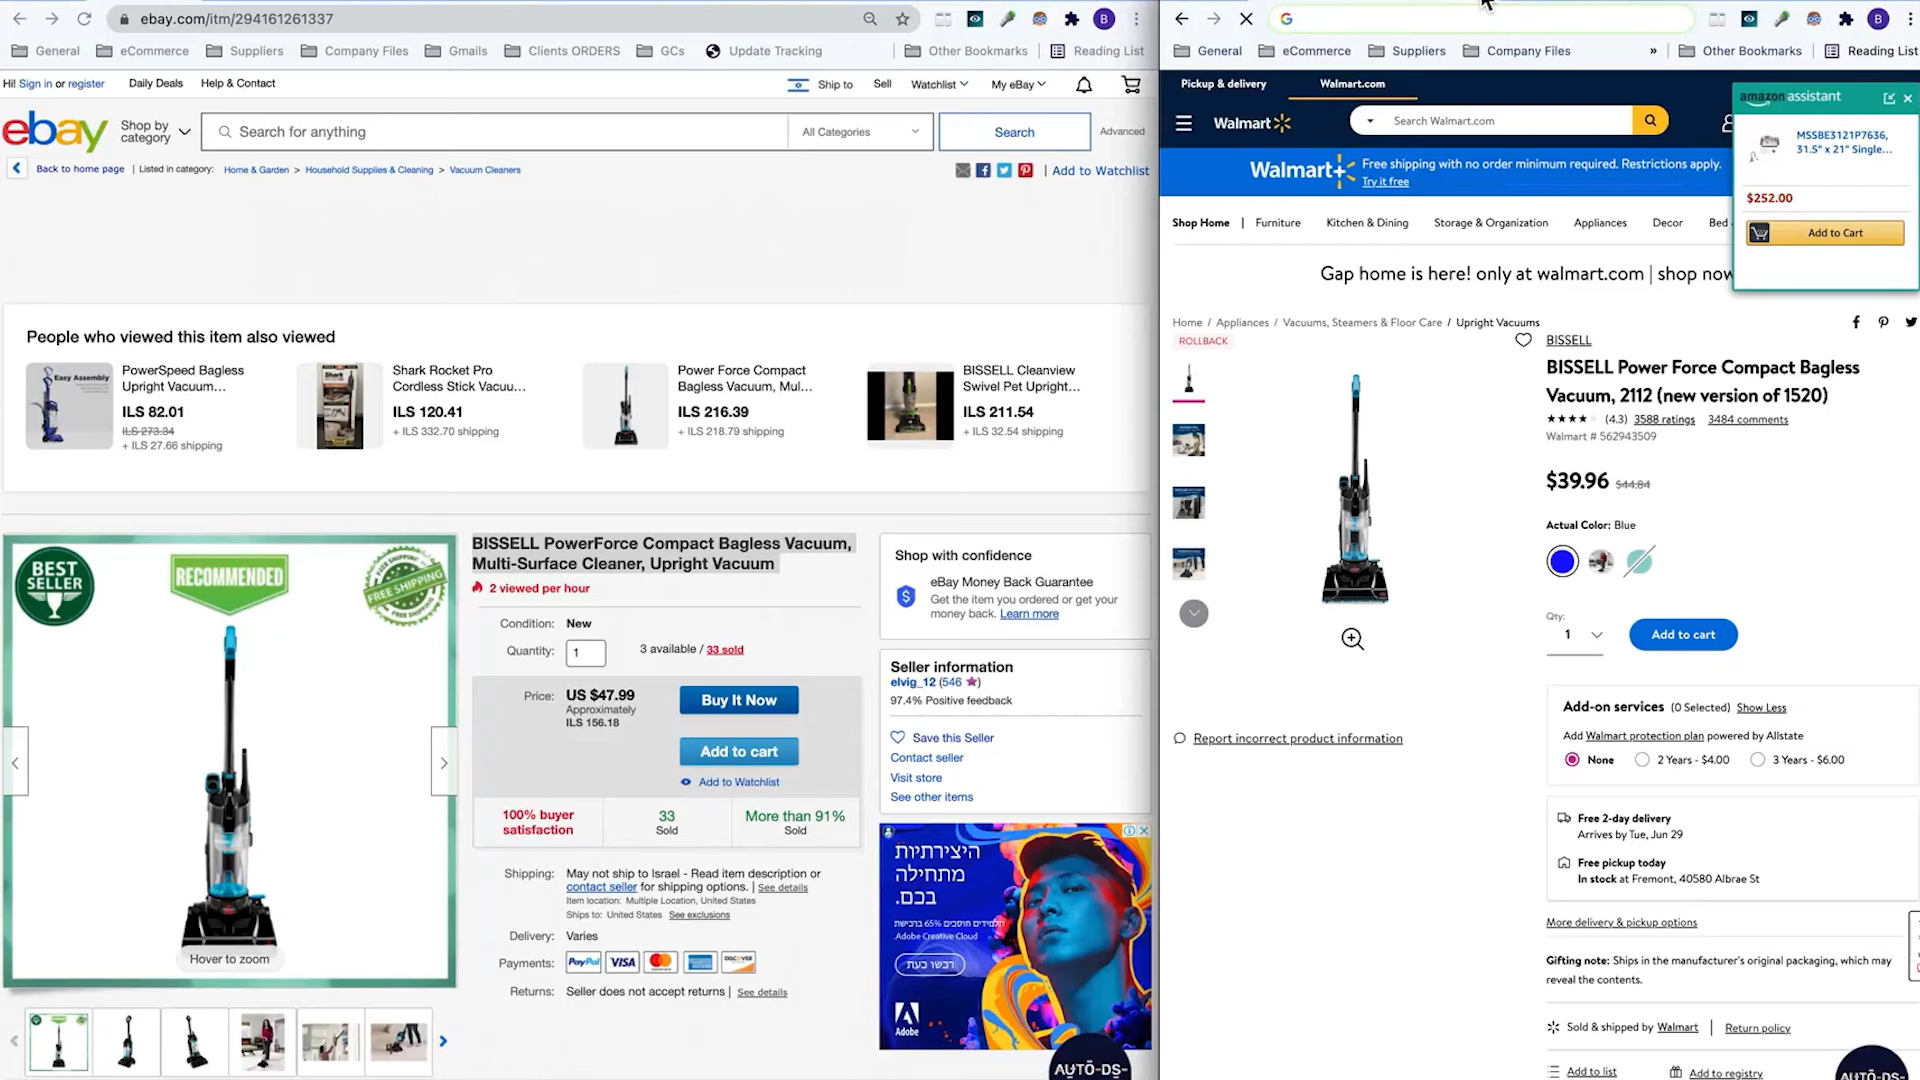 ebay.com/itm/294161261337
B
General
eCommerce
Suppliers
Company Files
Gmails
Clients ORDERS
GCs
Update Tracking
Other Bookmarks
Reading List
Hi! Sign in or register
Daily Deals
Help & Contact
Ship to
Sell
Watchlist
My eBay
ebay
Shop by category
Search for anything
All Categories
Search
Advanced
Back to home page | Listed in category: Home & Garden > Household Supplies & Cleaning > Vacuum Cleaners
| Add to Watchlist
People who viewed this item also viewed
Easy Assembly
PowerSpeed Bagless
Upright Vacuum...
ILS 82.01
ILS 273.34
+ ILS 27.66 shipping
Shark
Shark Rocket Pro
Cordless Stick Vacuu...
ILS 120.41
+ ILS 332.70 shipping
Power Force Compact
Bagless Vacuum, Mul...
ILS 216.39
+ ILS 218.79 shipping
BISSELL Cleanview
Swivel Pet Upright...
ILS 211.54
+ ILS 32.54 shipping
BEST
SELLER
RECOMMENDED
FREE SHIPPING
Hover to zoom
BISSELL PowerForce Compact Bagless Vacuum,
Multi-Surface Cleaner, Upright Vacuum
2 viewed per hour
Condition: New
Quantity: 1
3 available / 33 sold
Price: US $47.99
Approximately
ILS 156.18
Buy It Now
Add to cart
Add to Watchlist
100% buyer
satisfaction
33
Sold
More than 91%
Sold
Shipping: May not ship to Israel - Read item description or
contact seller for shipping options. | See details
Item location: Multiple Location, United States
Ships to: United States See exclusions
Delivery: Varies
Payments: PayPal VISA
DISCOVER
Returns: Seller does not accept returns | See details
Shop with confidence
eBay Money Back Guarantee
Get the item you ordered or get your
money back. Learn more
Seller information
elvig_12 (546 )
97.4% Positive feedback
Save this Seller
Contact seller
Visit store
See other items
היצירתיות
מתחילה
בכם.
תלמידים חוסכים 65% ברכישת
.Adobe Creative Cloud
רכשו כעת
Adobe
AUTO-DS-
G
B
General
eCommerce
Suppliers
Company Files
»
Other Bookmarks
Reading List
Pickup & delivery
Walmart.com
Walmart
Search Walmart.com
Walmart+
Free shipping with no order minimum required. Restrictions apply.
Try it free
amazon assistant
MSSBE3121P7636,
31.5" x 21" Single...
$252.00
Add to Cart
Shop Home | Furniture
Kitchen & Dining
Storage & Organization
Appliances
Decor
Bed
Gap home is here! only at walmart.com | shop now
Home / Appliances / Vacuums, Steamers & Floor Care / Upright Vacuums
ROLLBACK
BISSELL
BISSELL Power Force Compact Bagless
Vacuum, 2112 (new version of 1520)
(4.3) 3588 ratings 3484 comments
Walmart # 562943509
$39.96 $44.84
Actual Color: Blue
Qty:
1
Add to cart
Report incorrect product information
Add-on services (0 Selected) Show Less
Add Walmart protection plan powered by Allstate
None
2 Years - $4.00
3 Years - $6.00
Free 2-day delivery
Arrives by Tue, Jun 29
Free pickup today
In stock at Fremont, 40580 Albrae St
More delivery & pickup options
Gifting note: Ships in the manufacturer's original packaging, which may
reveal the contents.
Sold & shipped by Walmart | Return policy
Add to list
Add to registry
AUTO-DS-